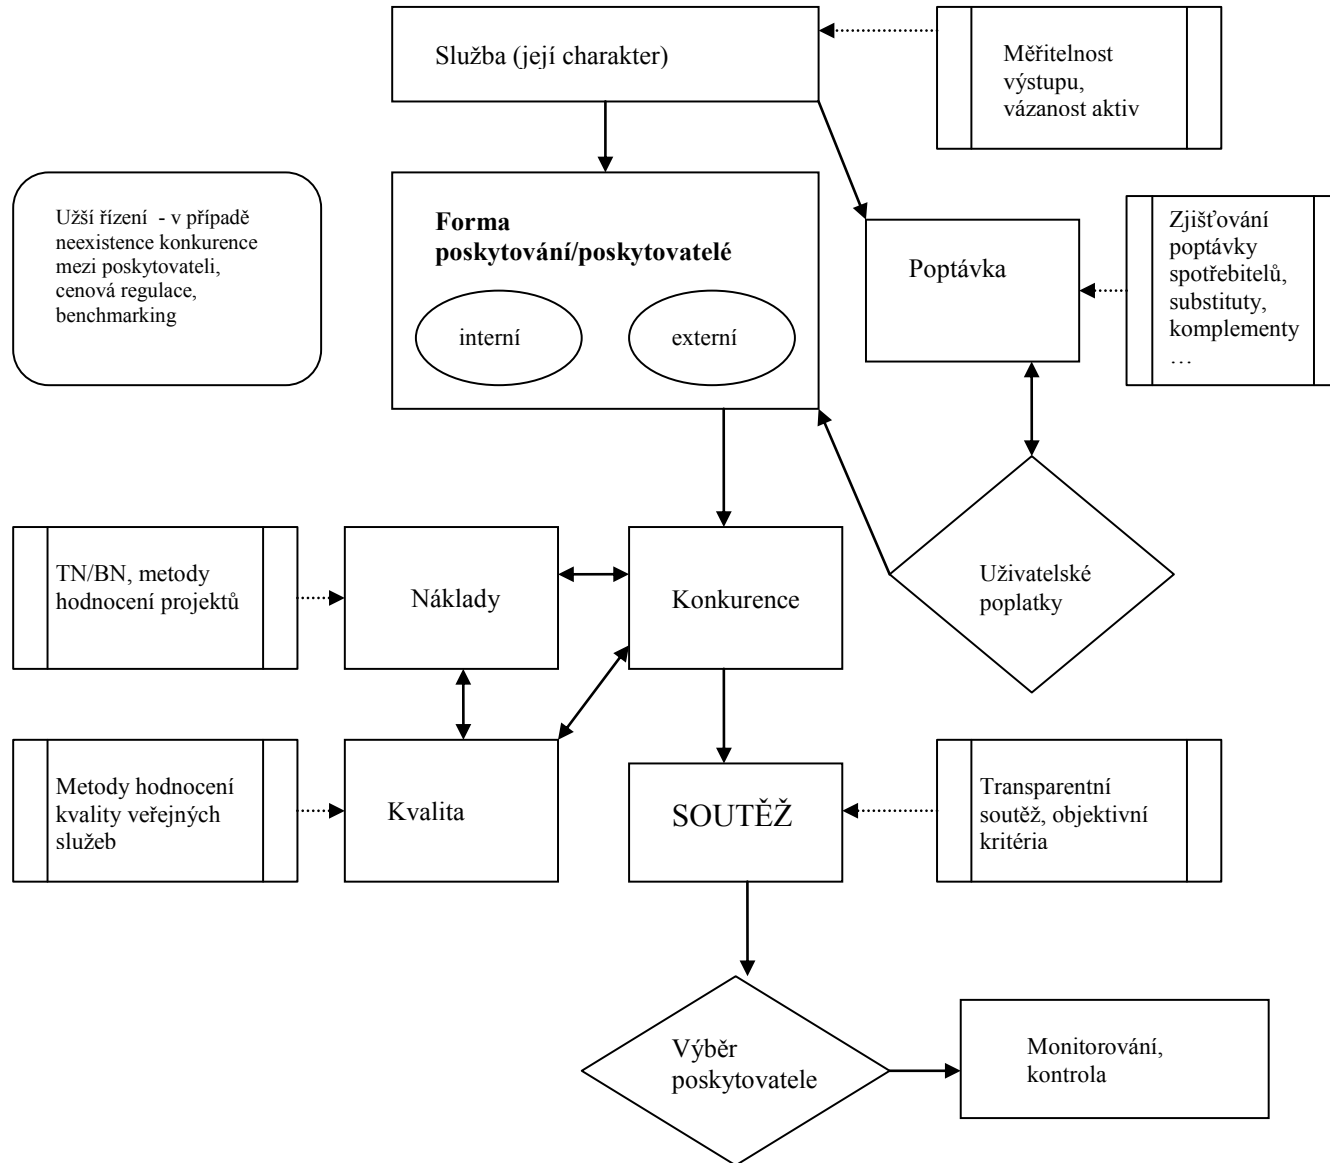 Služba (její charakter)
Měřitelnost
výstupu,
vázanost aktiv
Užší řízení - v případě
neexistence konkurence
mezi poskytovateli,
cenová regulace,
benchmarking
Forma
poskytování/poskytovatelé
interní
externí
Poptávka
Zjišťování
poptávky
spotřebitelů,
substituty,
komplementy
…
TN/BN, metody
hodnocení projektů
Náklady
Konkurence
Uživatelské
poplatky
Metody hodnocení
kvality veřejných
služeb
Kvalita
SOUTĚŽ
Transparentní
soutěž, objektivní
kritéria
Výběr
poskytovatele
Monitorování,
kontrola